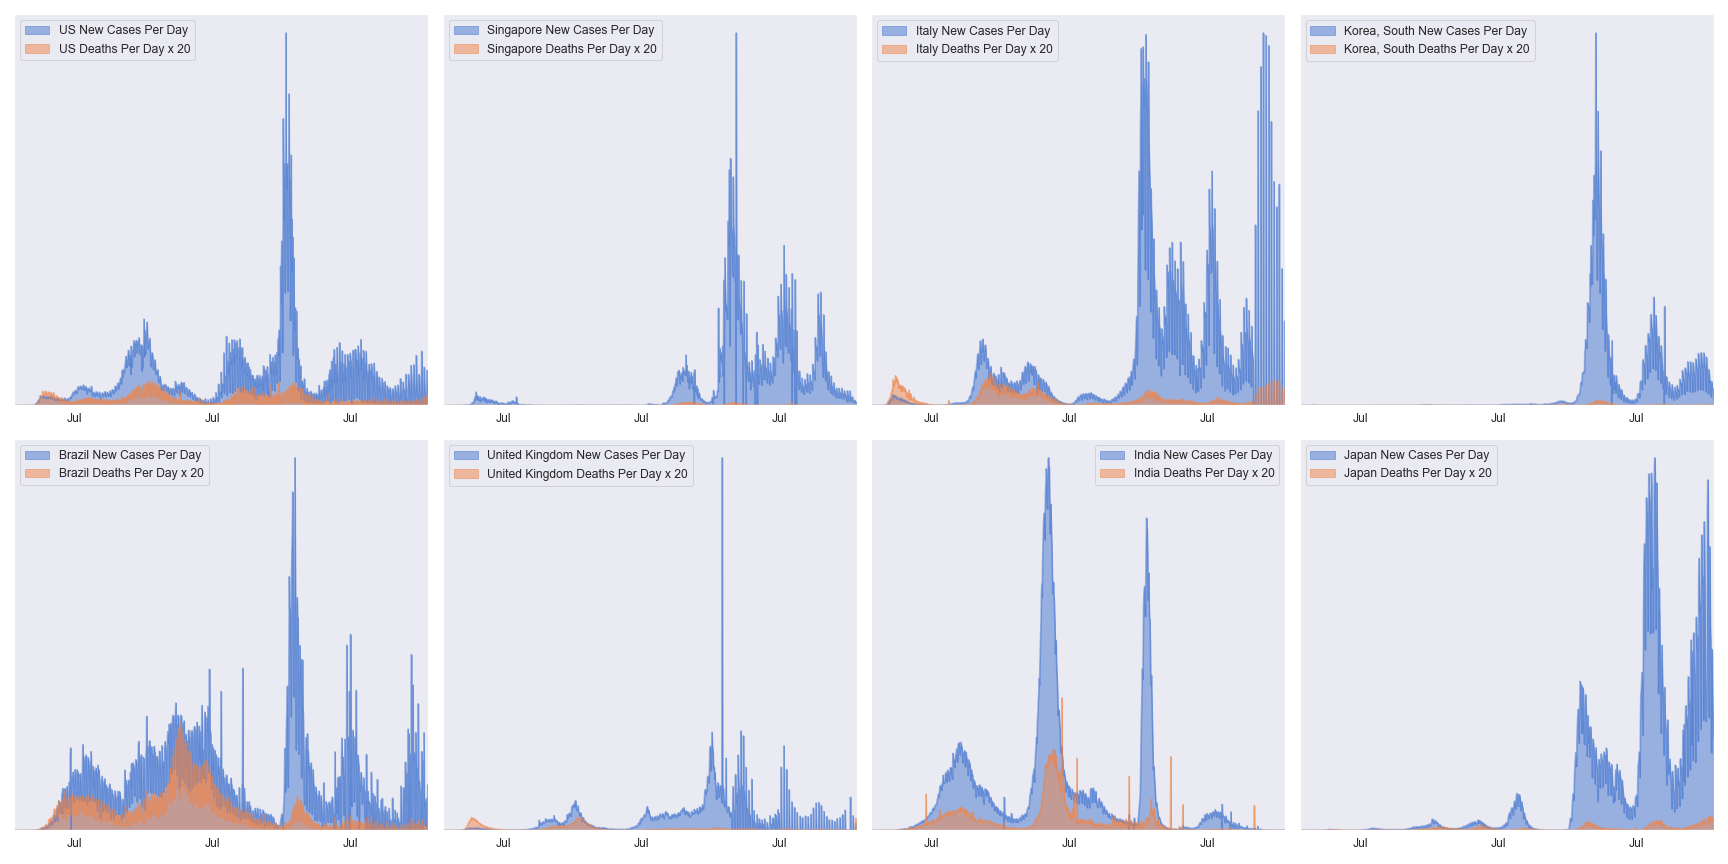 US New Cases Per Day
US Deaths Per Day x 20
Singapore New Cases Per Day
Singapore Deaths Per Day x 20
Italy New Cases Per Day
Italy Deaths Per Day x 20
Korea, South New Cases Per Day
Korea, South Deaths Per Day x 20
Jul Jul Jul
Jul Jul Jul
Jul Jul Jul
Jul Jul Jul
Brazil New Cases Per Day
Brazil Deaths Per Day x 20
United Kingdom New Cases Per Day
United Kingdom Deaths Per Day x 20
India New Cases Per Day
India Deaths Per Day x 20
Japan New Cases Per Day
Japan Deaths Per Day x 20
Jul Jul Jul
Jul Jul Jul
Jul Jul Jul
Jul Jul Jul